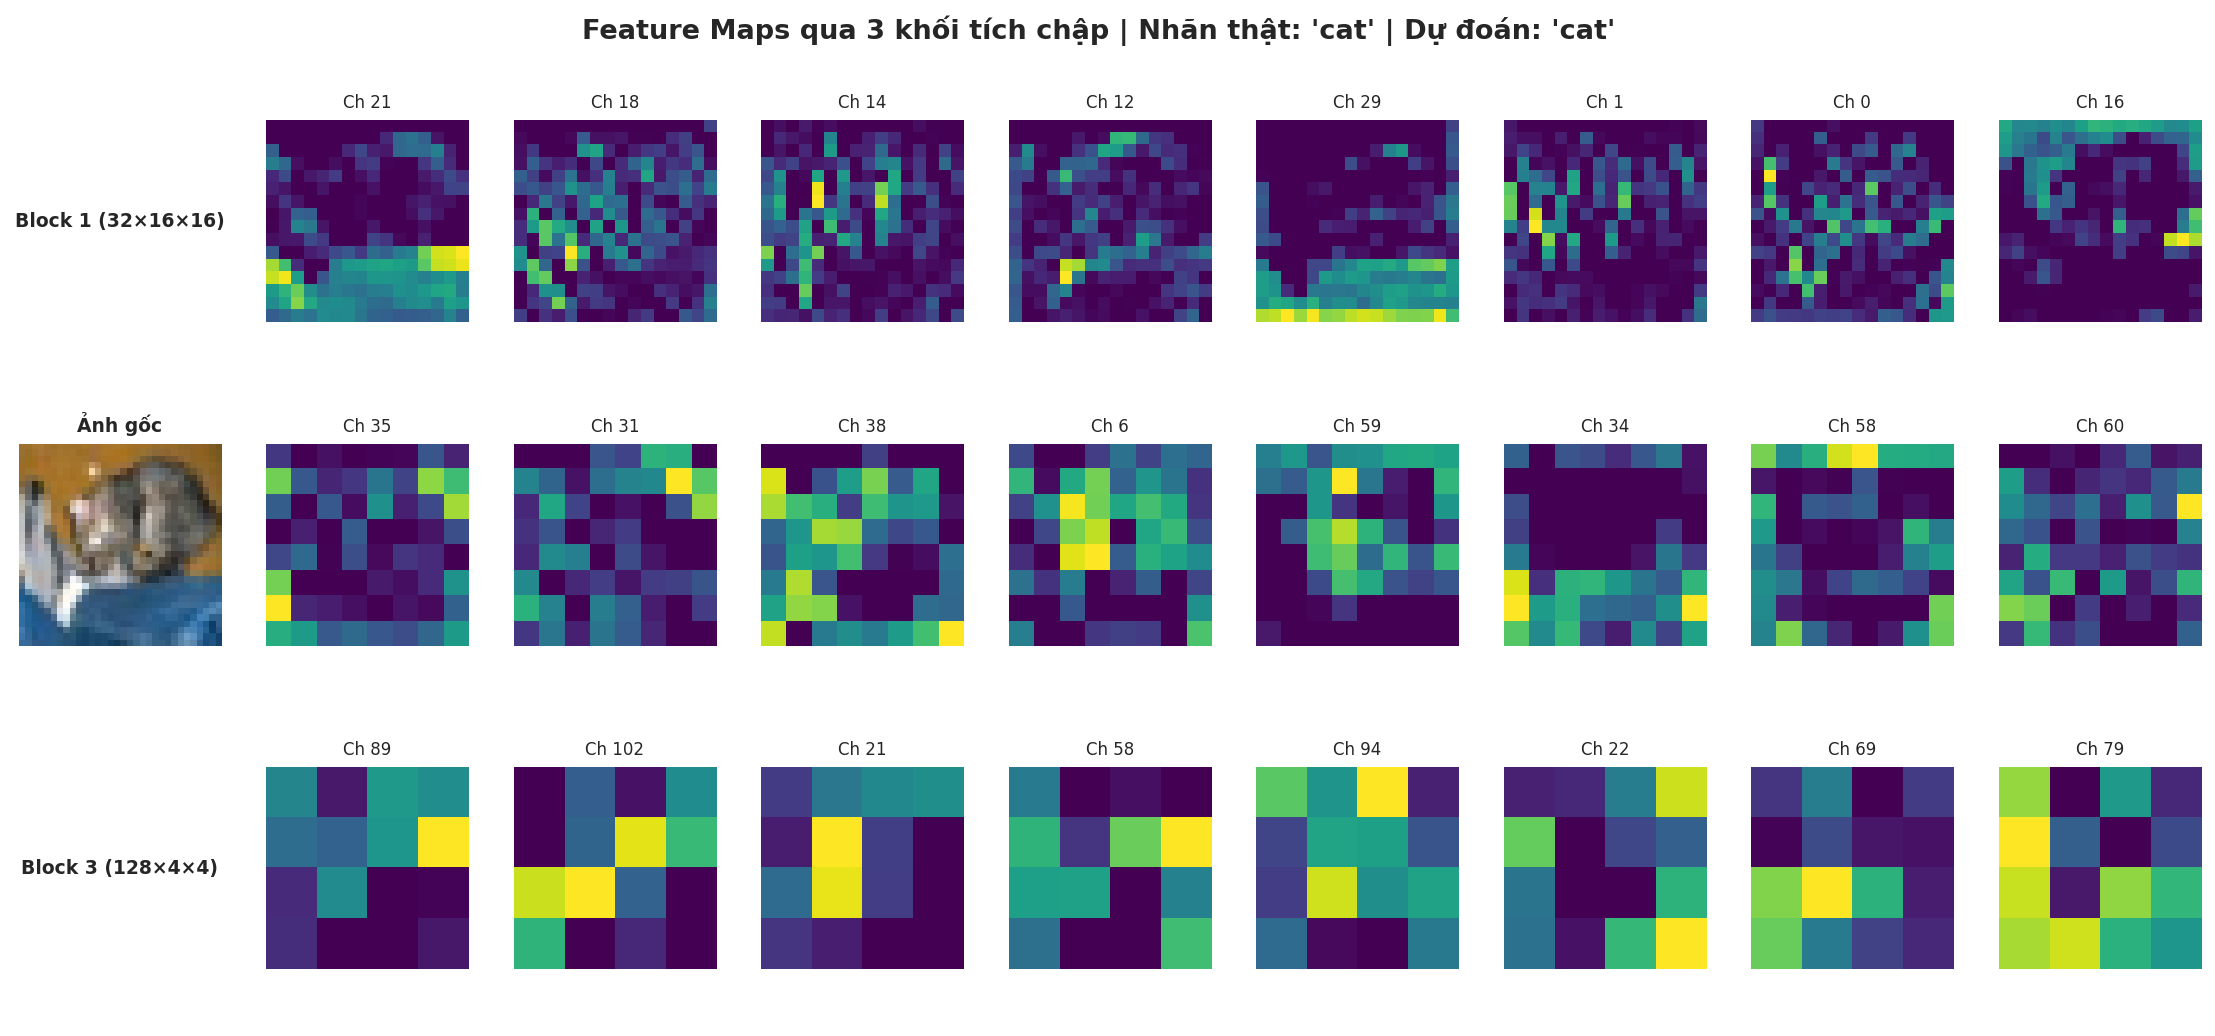 Feature Maps qua 3 khối tích chập | Nhãn thật: 'cat' | Dự đoán: 'cat'
Ch 21 Ch 18 Ch 14 Ch 12 Ch 29 Ch 1 Ch 0 Ch 16
Block 1 (32×16×16)
Ảnh gốc Ch 35 Ch 31 Ch 38 Ch 6 Ch 59 Ch 34 Ch 58 Ch 60
Ch 89 Ch 102 Ch 21 Ch 58 Ch 94 Ch 22 Ch 69 Ch 79
Block 3 (128×4×4)